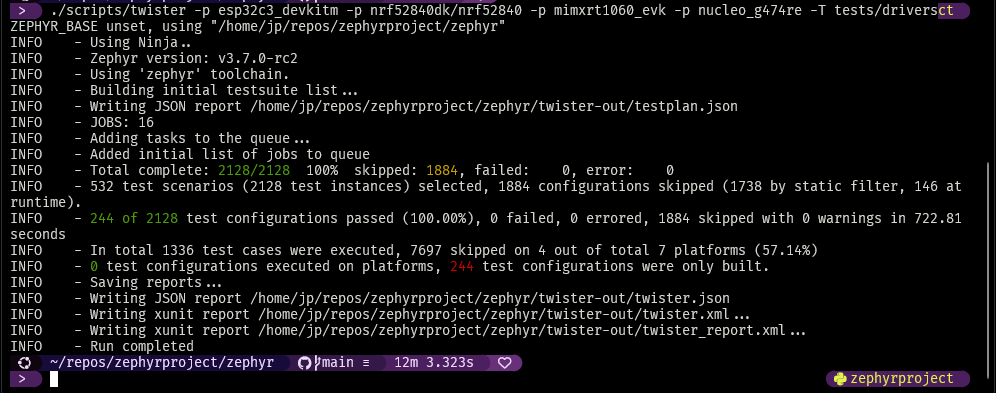 > ./scripts/twister -p esp32c3_devkitm -p nrf52840dk/nrf52840 -p mimxrt1060_evk -p nucleo_g474re -T tests/driversct
ZEPHYR_BASE unset, using "/home/jp/repos/zephyrproject/zephyr"
INFO    - Using Ninja..
INFO    - Zephyr version: v3.7.0-rc2
INFO    - Using 'zephyr' toolchain.
INFO    - Building initial testsuite list...
INFO    - Writing JSON report /home/jp/repos/zephyrproject/zephyr/twister-out/testplan.json
INFO    - JOBS: 16
INFO    - Adding tasks to the queue...
INFO    - Added initial list of jobs to queue
INFO    - Total complete: 2128/2128  100%  skipped: 1884, failed:    0, error:    0
INFO    - 532 test scenarios (2128 test instances) selected, 1884 configurations skipped (1738 by static filter, 146 at
runtime).
INFO    - 244 of 2128 test configurations passed (100.00%), 0 failed, 0 errored, 1884 skipped with 0 warnings in 722.81
seconds
INFO    - In total 1336 test cases were executed, 7697 skipped on 4 out of total 7 platforms (57.14%)
INFO    - 0 test configurations executed on platforms, 244 test configurations were only built.
INFO    - Saving reports...
INFO    - Writing JSON report /home/jp/repos/zephyrproject/zephyr/twister-out/twister.json
INFO    - Writing xunit report /home/jp/repos/zephyrproject/zephyr/twister-out/twister.xml...
INFO    - Writing xunit report /home/jp/repos/zephyrproject/zephyr/twister-out/twister_report.xml...
INFO    - Run completed
~/repos/zephyrproject/zephyr main ≡ 12m 3.323s
> zephyrproject